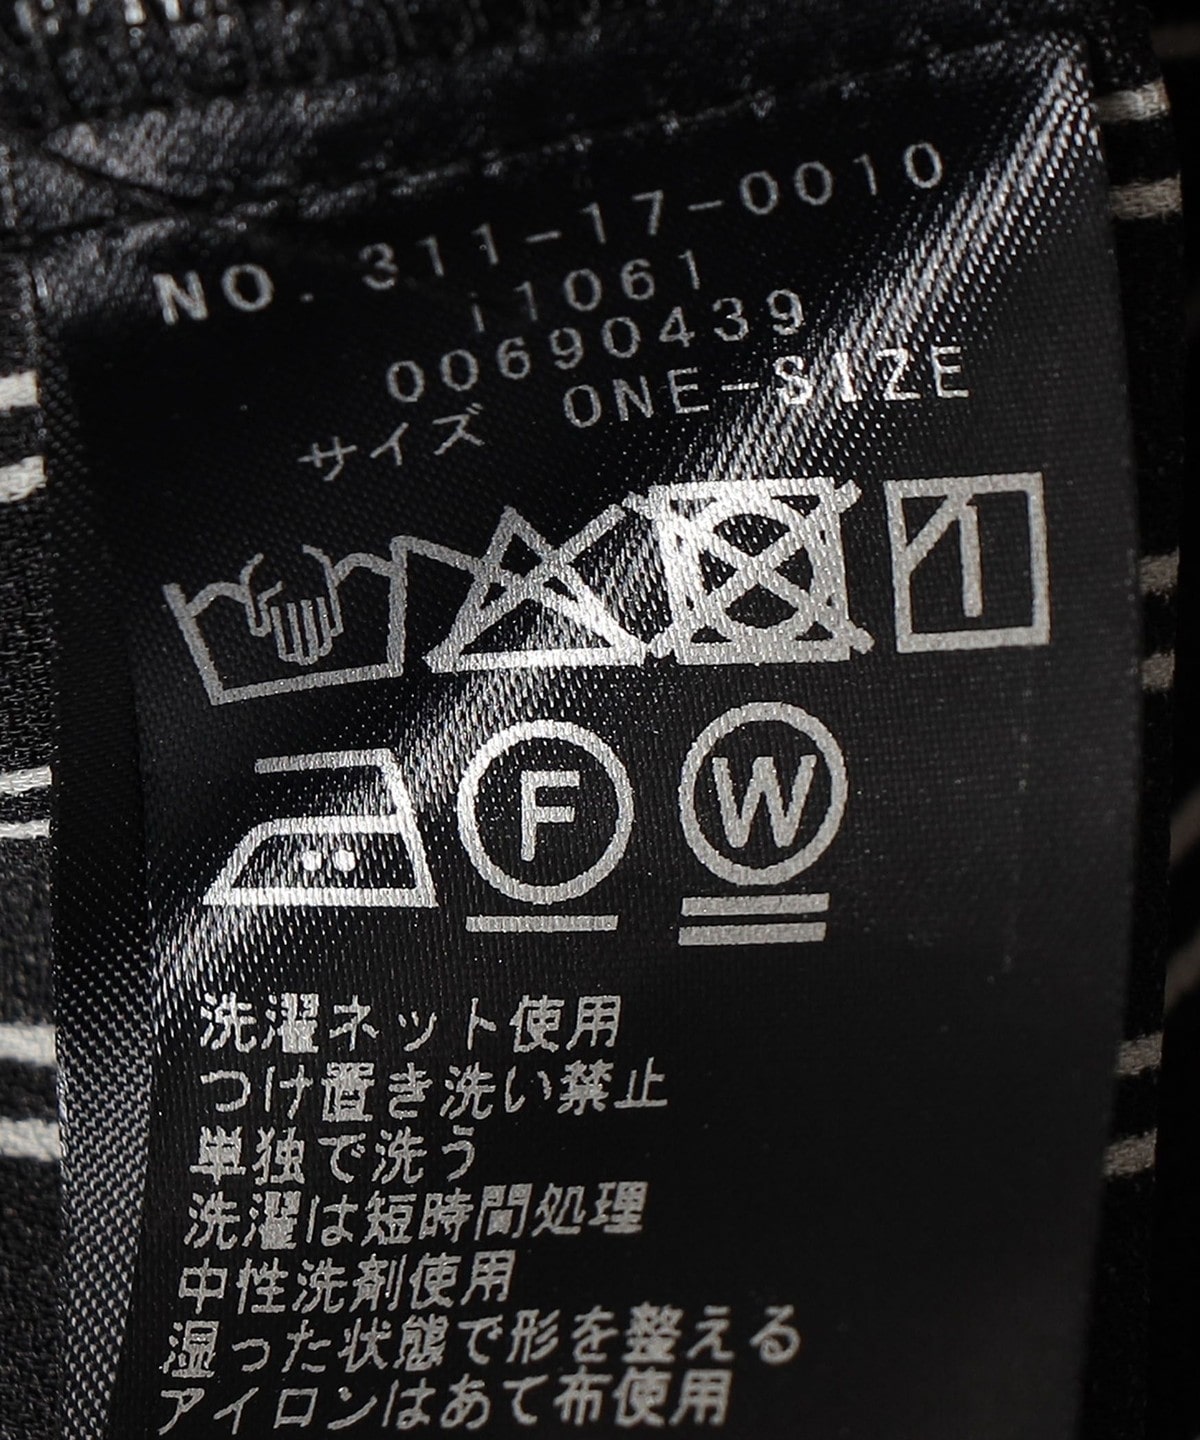 NO. 311-17-0010
i1061
00690439
サイズ ONE-SIZE
F
W
洗濯ネット使用
つけ置き洗い禁止
単独で洗う
洗濯は短時間処理
中性洗剤使用
湿った状態で形を整える
アイロンはあて布使用